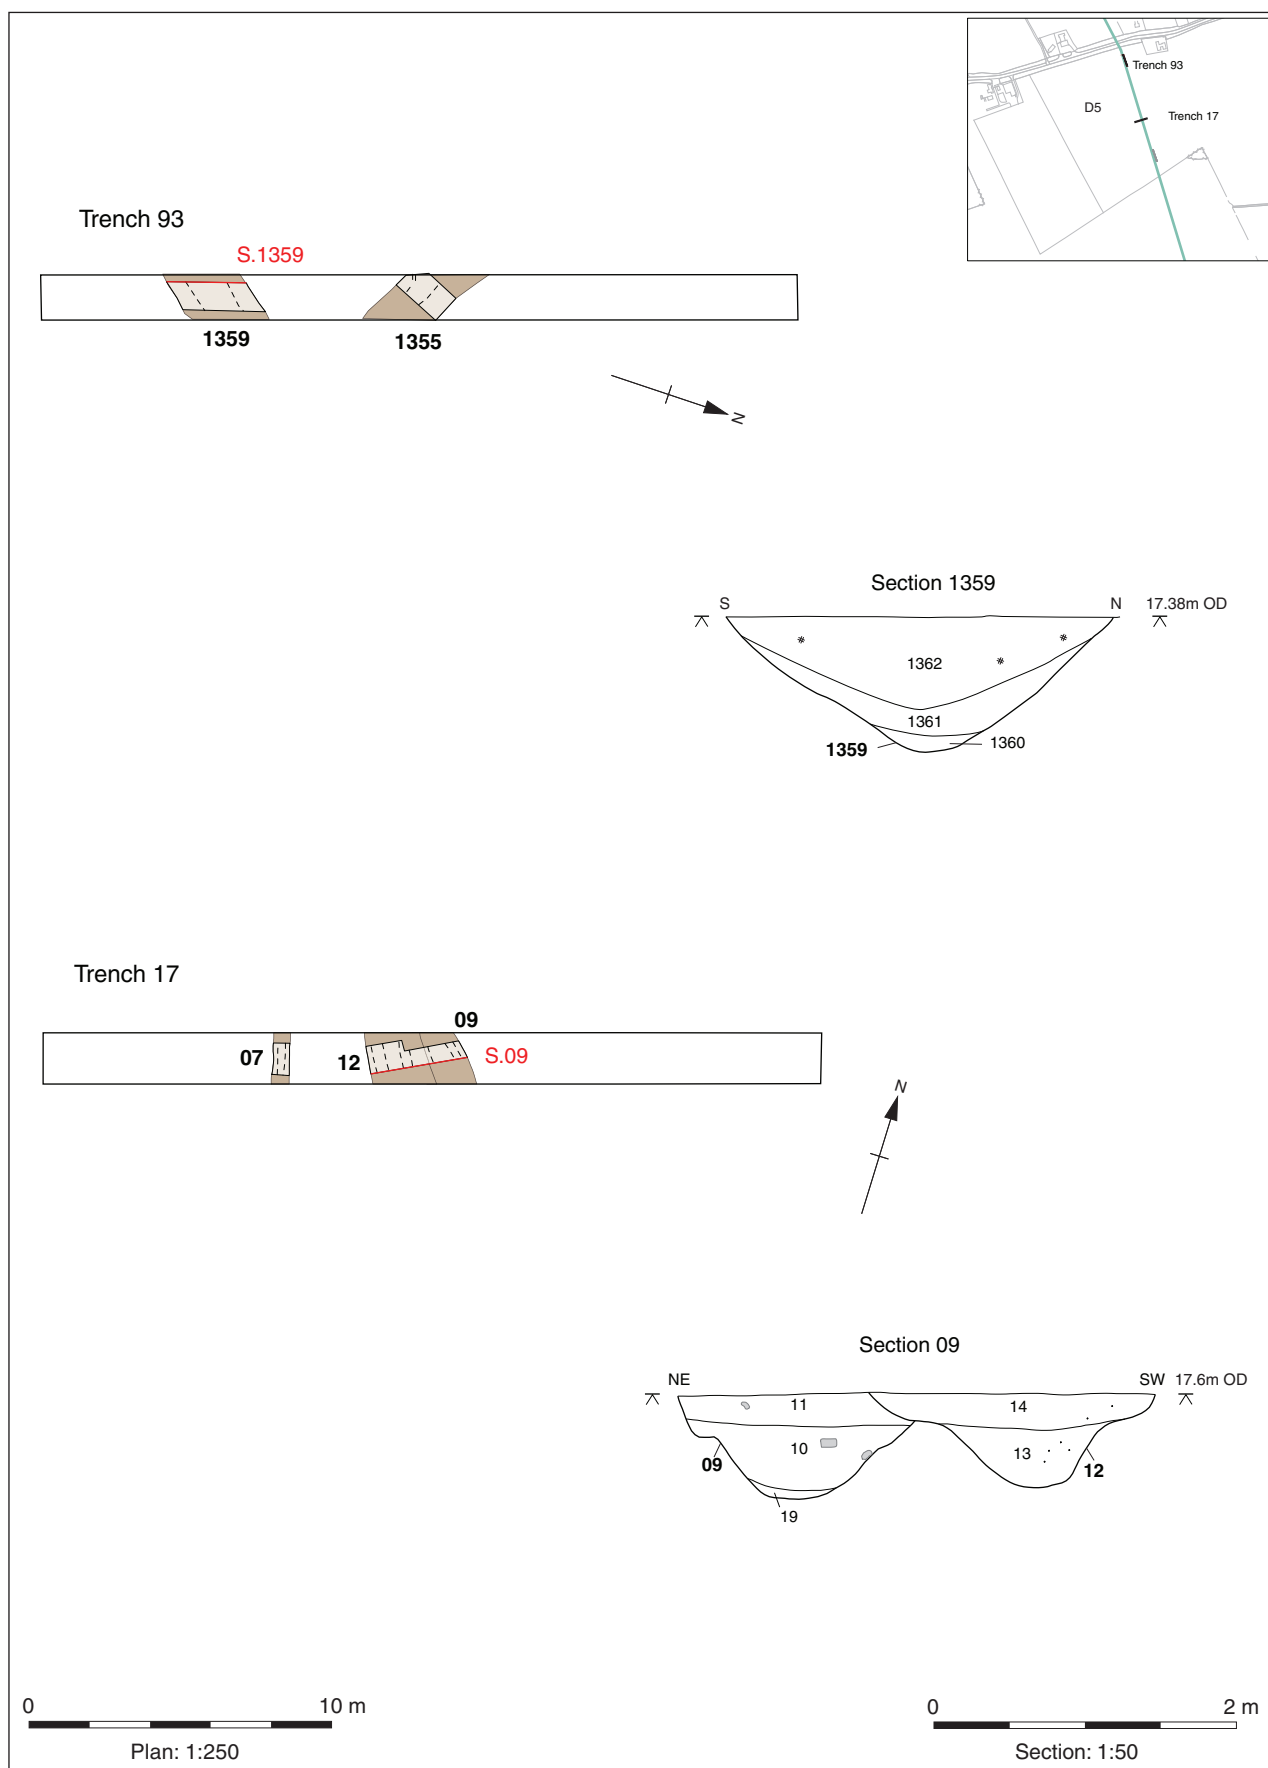 Trench 93
D5
Trench 17
Trench 93
S.1359
1359
1355
N
Section 1359
S
N
17.38m OD
1362
1361
1359
1360
Trench 17
09
07
12
S.09
N
Section 09
NE
SW
17.6m OD
11
14
10
13
09
12
19
0
10 m
Plan: 1:250
0
2 m
Section: 1:50